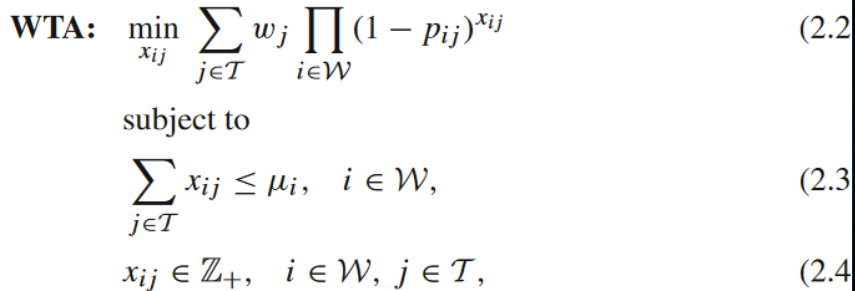 WTA: min_{x_{ij}} ∑_{j∈𝒯} w_j ∏_{i∈𝒲} (1 − p_{ij})^{x_{ij}} (2.2
subject to
∑_{j∈𝒯} x_{ij} ≤ μ_i, i ∈ 𝒲, (2.3
x_{ij} ∈ ℤ_+, i ∈ 𝒲, j ∈ 𝒯, (2.4